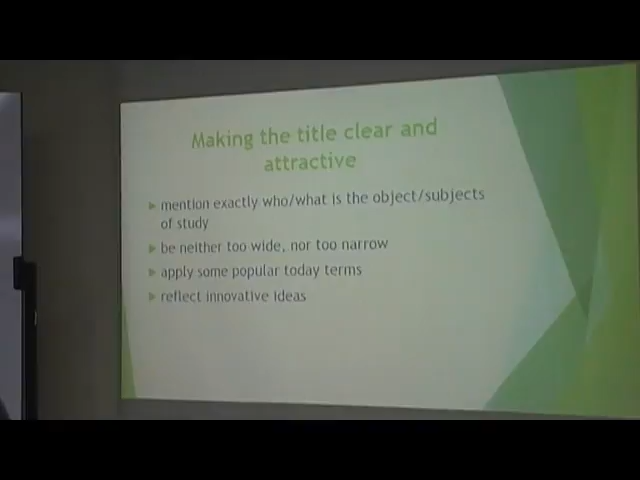 Making the title clear and
attractive
mention exactly who/what is the object/subjects
of study
be neither too wide, nor too narrow
apply some popular today terms
reflect innovative ideas